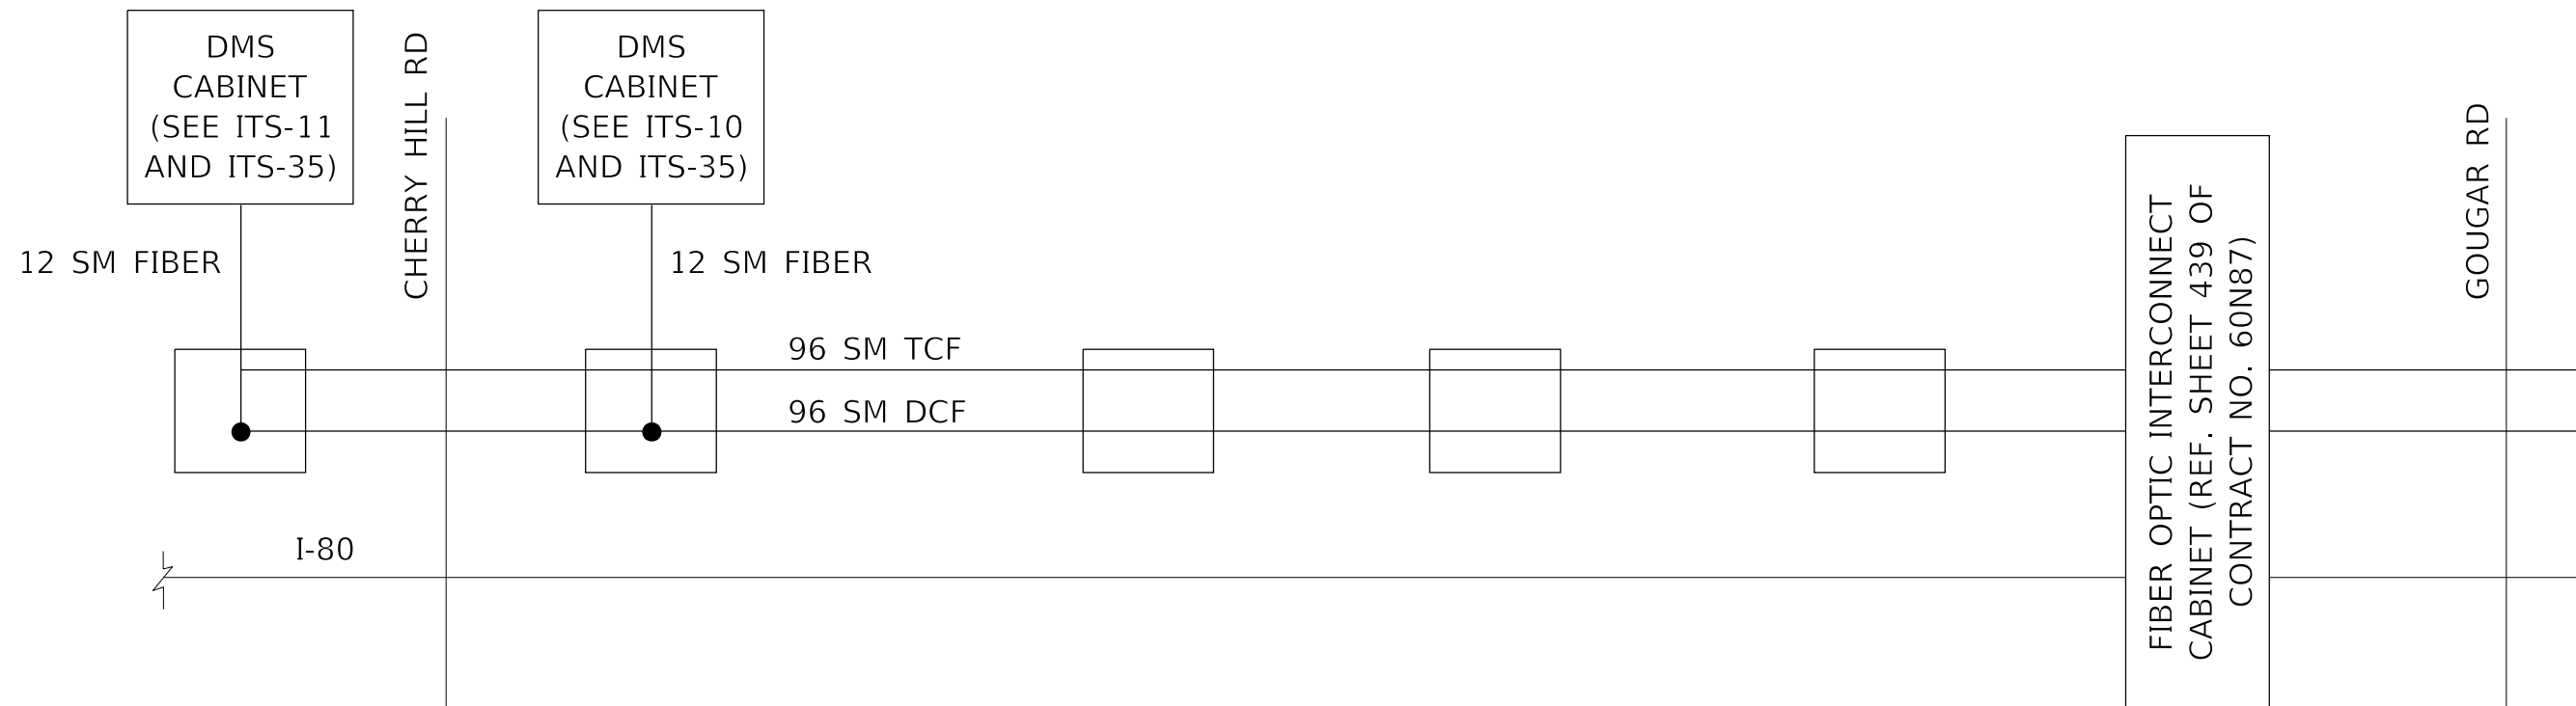 DMS
CABINET
(SEE ITS-11
AND ITS-35)
CHERRY HILL RD
DMS
CABINET
(SEE ITS-10
AND ITS-35)
GOUGAR RD
12 SM FIBER
12 SM FIBER
96 SM TCF
96 SM DCF
FIBER OPTIC INTERCONNECT
CABINET (REF. SHEET 439 OF
CONTRACT NO. 60N87)
I-80